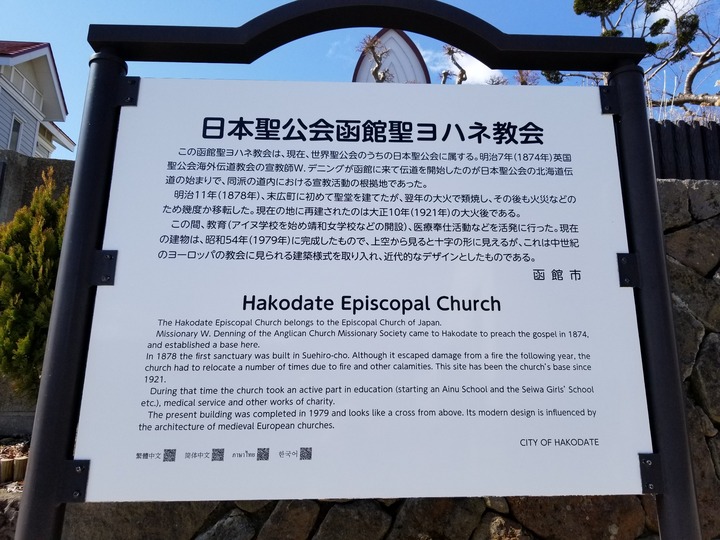 日本聖公会函館聖ヨハネ教会
この函館聖ヨハネ教会は、現在、世界聖公会のうちの日本聖公会に属する。明治7年(1874年)英国
聖公会海外伝道教会の宣教師W. デニングが函館に来て伝道を開始したのが日本聖公会の北海道伝
道の始まりで、同派の道内における宣教活動の根拠地であった。
明治11年(1878年)、末広町に初めて聖堂を建てたが、翌年の大火で類焼し、その後も火災などの
ため幾度か移転した。現在の地に再建されたのは大正10年(1921年)の大火後である。
この間、教育(アイヌ学校を始め靖和女学校などの開設)、医療奉仕活動などを活発に行った。現在
の建物は、昭和54年(1979年)に完成したもので、上空から見ると十字の形に見えるが、これは中世紀
のヨーロッパの教会に見られる建築様式を取り入れ、近代的なデザインとしたものである。
函館市
Hakodate Episcopal Church
The Hakodate Episcopal Church belongs to the Episcopal Church of Japan.
Missionary W. Denning of the Anglican Church Missionary Society came to Hakodate to preach the gospel in 1874,
and established a base here.
In 1878 the first sanctuary was built in Suehiro-cho. Although it escaped damage from a fire the following year, the
church had to relocate a number of times due to fire and other calamities. This site has been the church's base since
1921.
During that time the church took an active part in education (starting an Ainu School and the Seiwa Girls' School
etc.), medical service and other works of charity.
The present building was completed in 1979 and looks like a cross from above. Its modern design is influenced by
the architecture of medieval European churches.
CITY OF HAKODATE
繁體中文 简体中文 ภาษาไทย 한국어